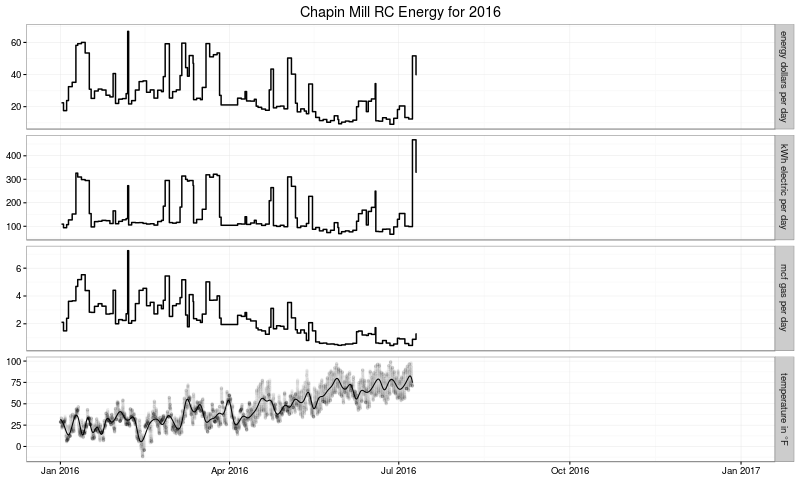 Chapin Mill RC Energy for 2016
60
40
20
energy dollars per day
400
300
200
100
kWh electric per day
6
4
2
mcf gas per day
100
75
50
25
0
temperature in °F
Jan 2016 Apr 2016 Jul 2016 Oct 2016 Jan 2017